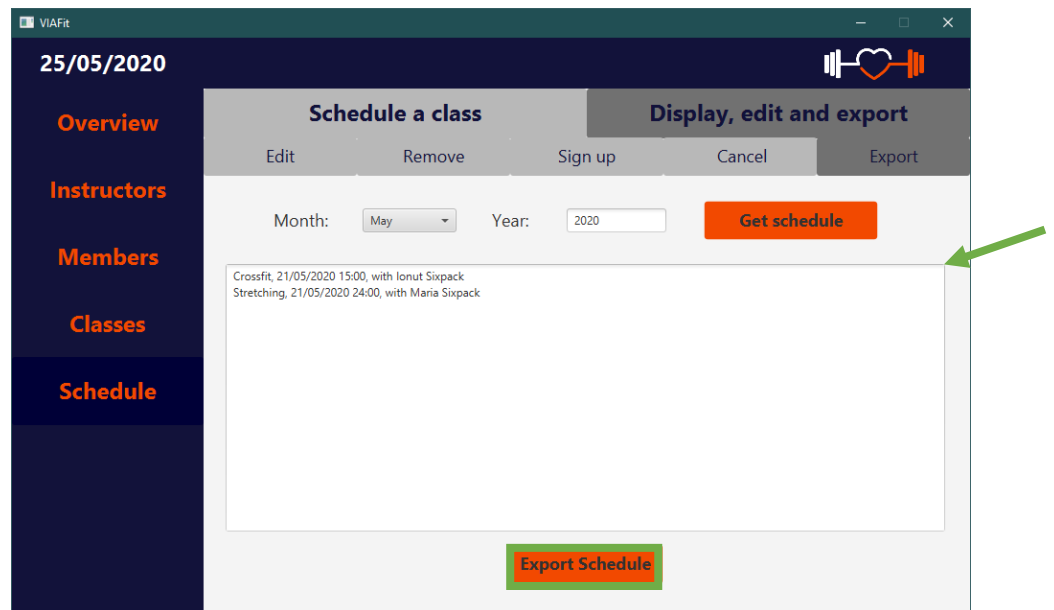 VIAFit
25/05/2020
Overview
Instructors
Members
Classes
Schedule
Schedule a class
Display, edit and export
Edit
Remove
Sign up
Cancel
Export
Month:
May
Year:
2020
Get schedule
Crossfit, 21/05/2020 15:00, with Ionut Sixpack
Stretching, 21/05/2020 24:00, with Maria Sixpack
Export Schedule